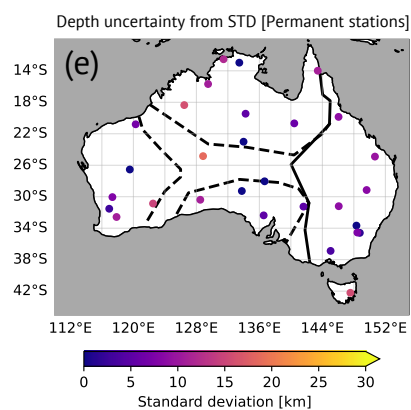 Depth uncertainty from STD [Permanent stations]
(e)
14°S
18°S
22°S
26°S
30°S
34°S
38°S
42°S
112°E 120°E 128°E 136°E 144°E 152°E
0 5 10 15 20 25 30
Standard deviation [km]